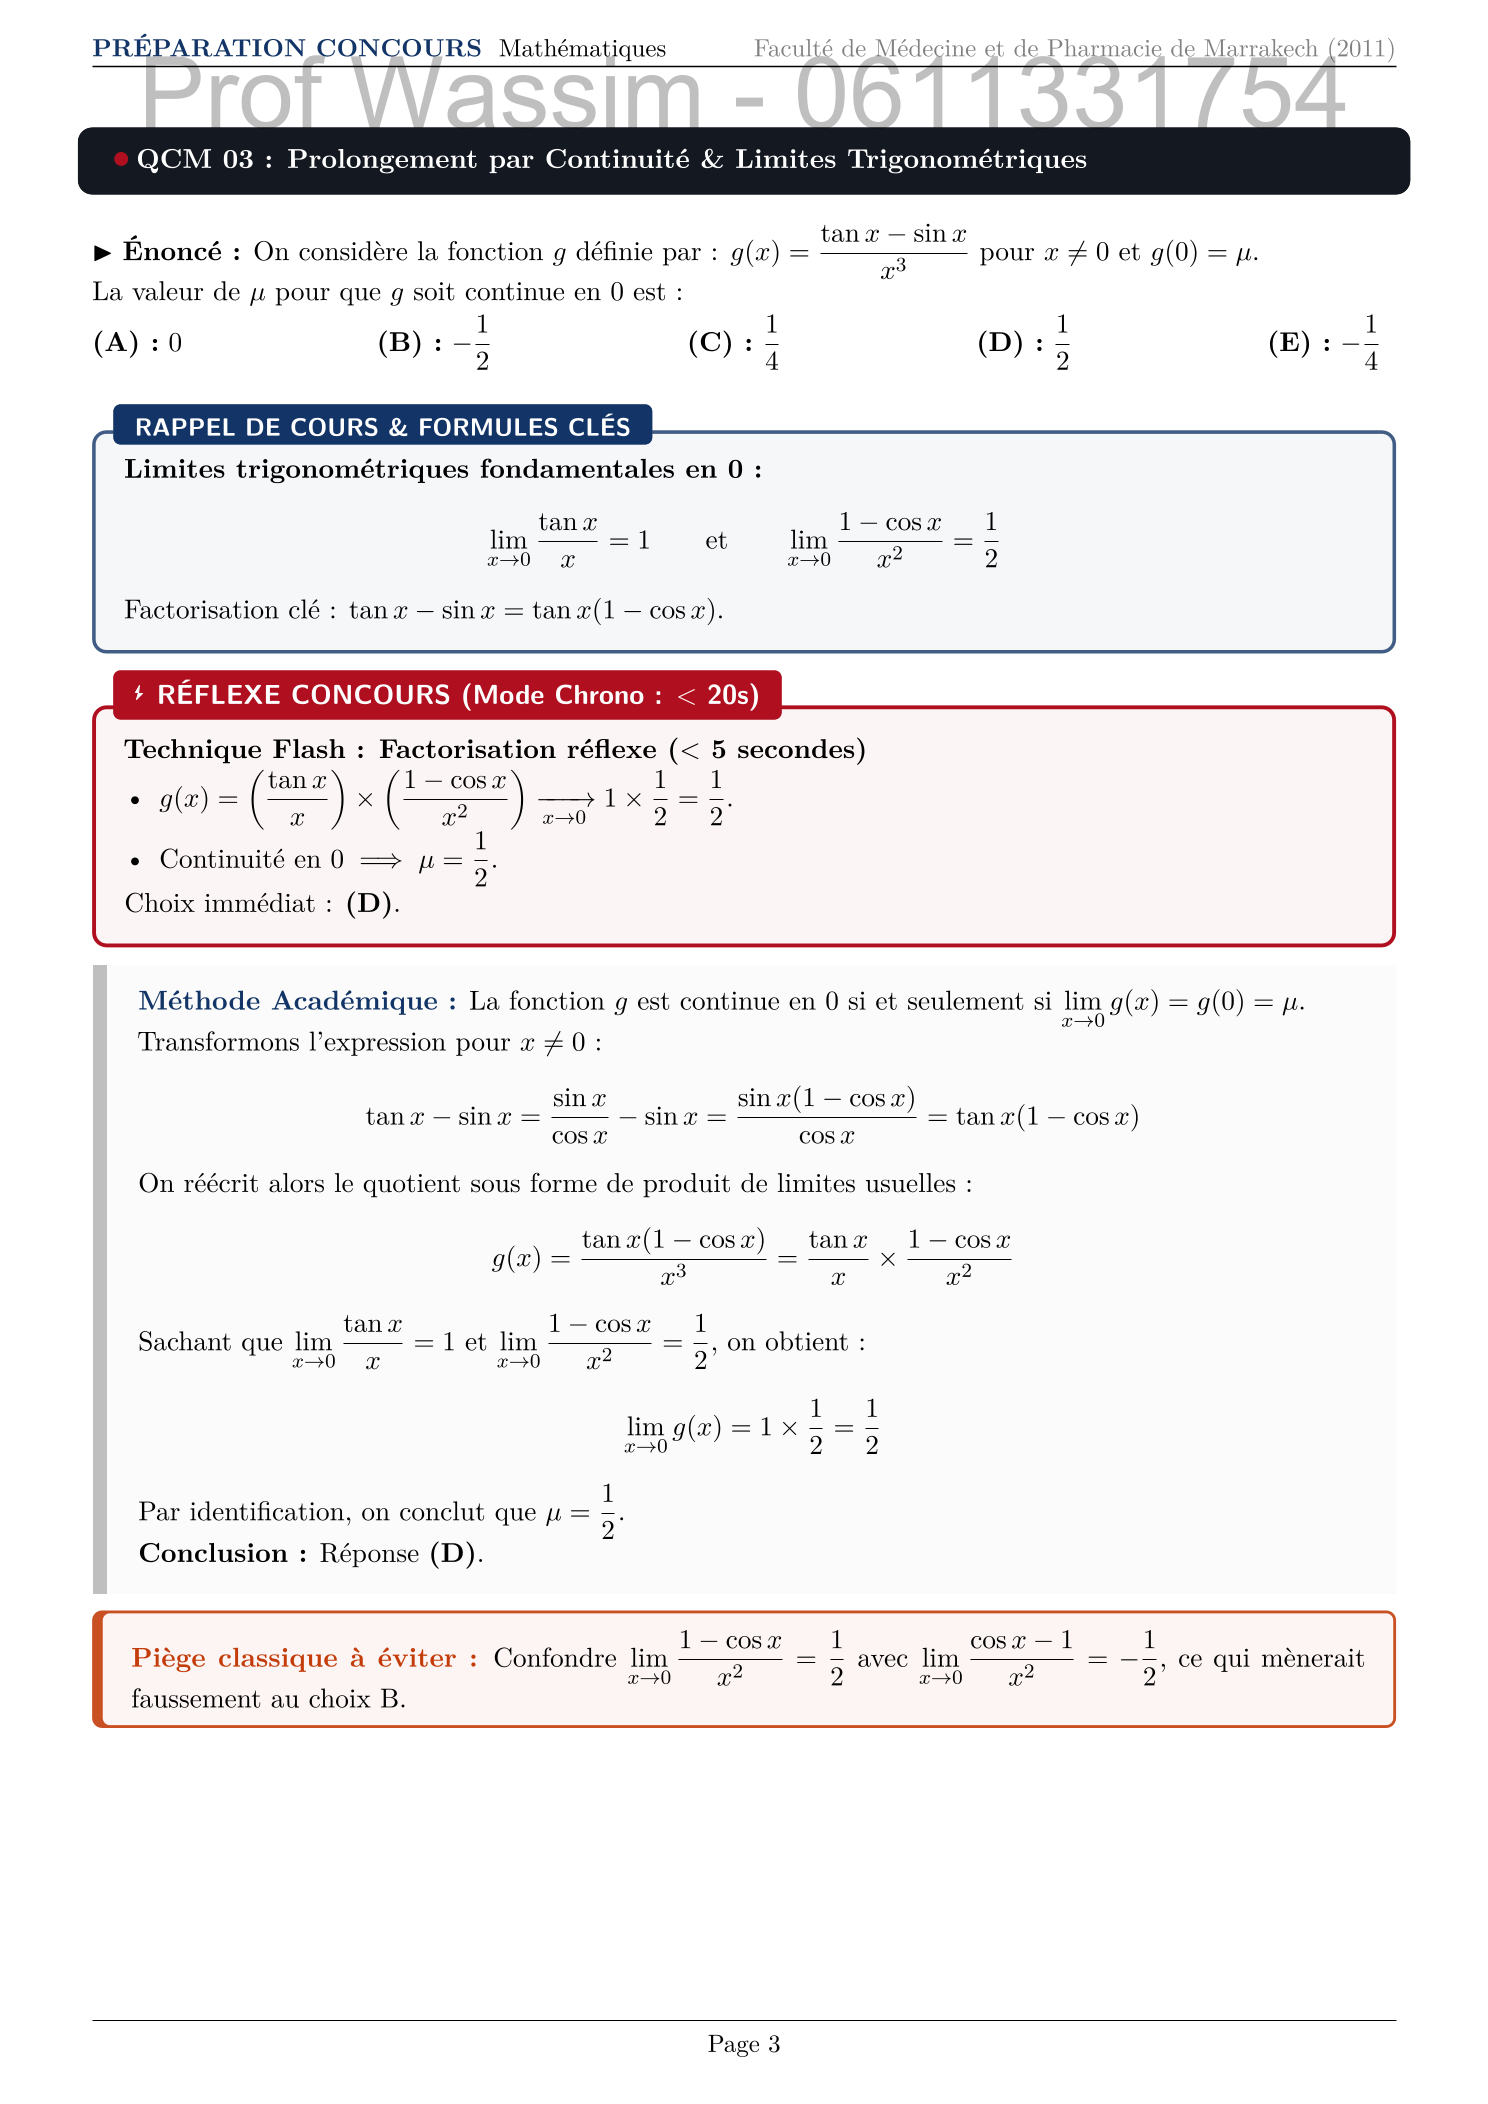 PRÉPARATION CONCOURS Mathématiques Faculté de Médecine et de Pharmacie de Marrakech (2011)
Prof Wassim - 0611331754
• QCM 03 : Prolongement par Continuité & Limites Trigonométriques
▶ Énoncé : On considère la fonction g définie par : g(x) = (tan x − sin x)/x³ pour x ≠ 0 et g(0) = μ.
La valeur de μ pour que g soit continue en 0 est :
(A) : 0 (B) : −1/2 (C) : 1/4 (D) : 1/2 (E) : −1/4
RAPPEL DE COURS & FORMULES CLÉS
Limites trigonométriques fondamentales en 0 :
lim x→0 tan x/x = 1 et lim x→0 (1 − cos x)/x² = 1/2
Factorisation clé : tan x − sin x = tan x(1 − cos x).
RÉFLEXE CONCOURS (Mode Chrono : < 20s)
Technique Flash : Factorisation réflexe (< 5 secondes)
• g(x) = (tan x/x) × ((1 − cos x)/x²) ⟶ x→0 1 × 1/2 = 1/2.
• Continuité en 0 ⟹ μ = 1/2.
Choix immédiat : (D).
Méthode Académique : La fonction g est continue en 0 si et seulement si lim x→0 g(x) = g(0) = μ.
Transformons l'expression pour x ≠ 0 :
tan x − sin x = sin x/cos x − sin x = sin x(1 − cos x)/cos x = tan x(1 − cos x)
On réécrit alors le quotient sous forme de produit de limites usuelles :
g(x) = tan x(1 − cos x)/x³ = tan x/x × (1 − cos x)/x²
Sachant que lim x→0 tan x/x = 1 et lim x→0 (1 − cos x)/x² = 1/2, on obtient :
lim x→0 g(x) = 1 × 1/2 = 1/2
Par identification, on conclut que μ = 1/2.
Conclusion : Réponse (D).
Piège classique à éviter : Confondre lim x→0 (1 − cos x)/x² = 1/2 avec lim x→0 (cos x − 1)/x² = −1/2, ce qui mènerait
faussement au choix B.
Page 3